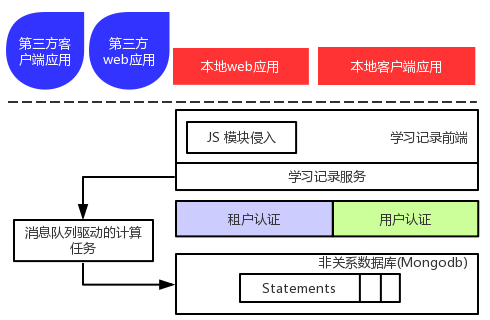 第三方客
户端应用
第三方
web应用
本地web应用
本地客户端应用
JS 模块侵入
学习记录前端
学习记录服务
租户认证
用户认证
消息队列驱动的计算
任务
非关系数据库(Mongodb)
Statements